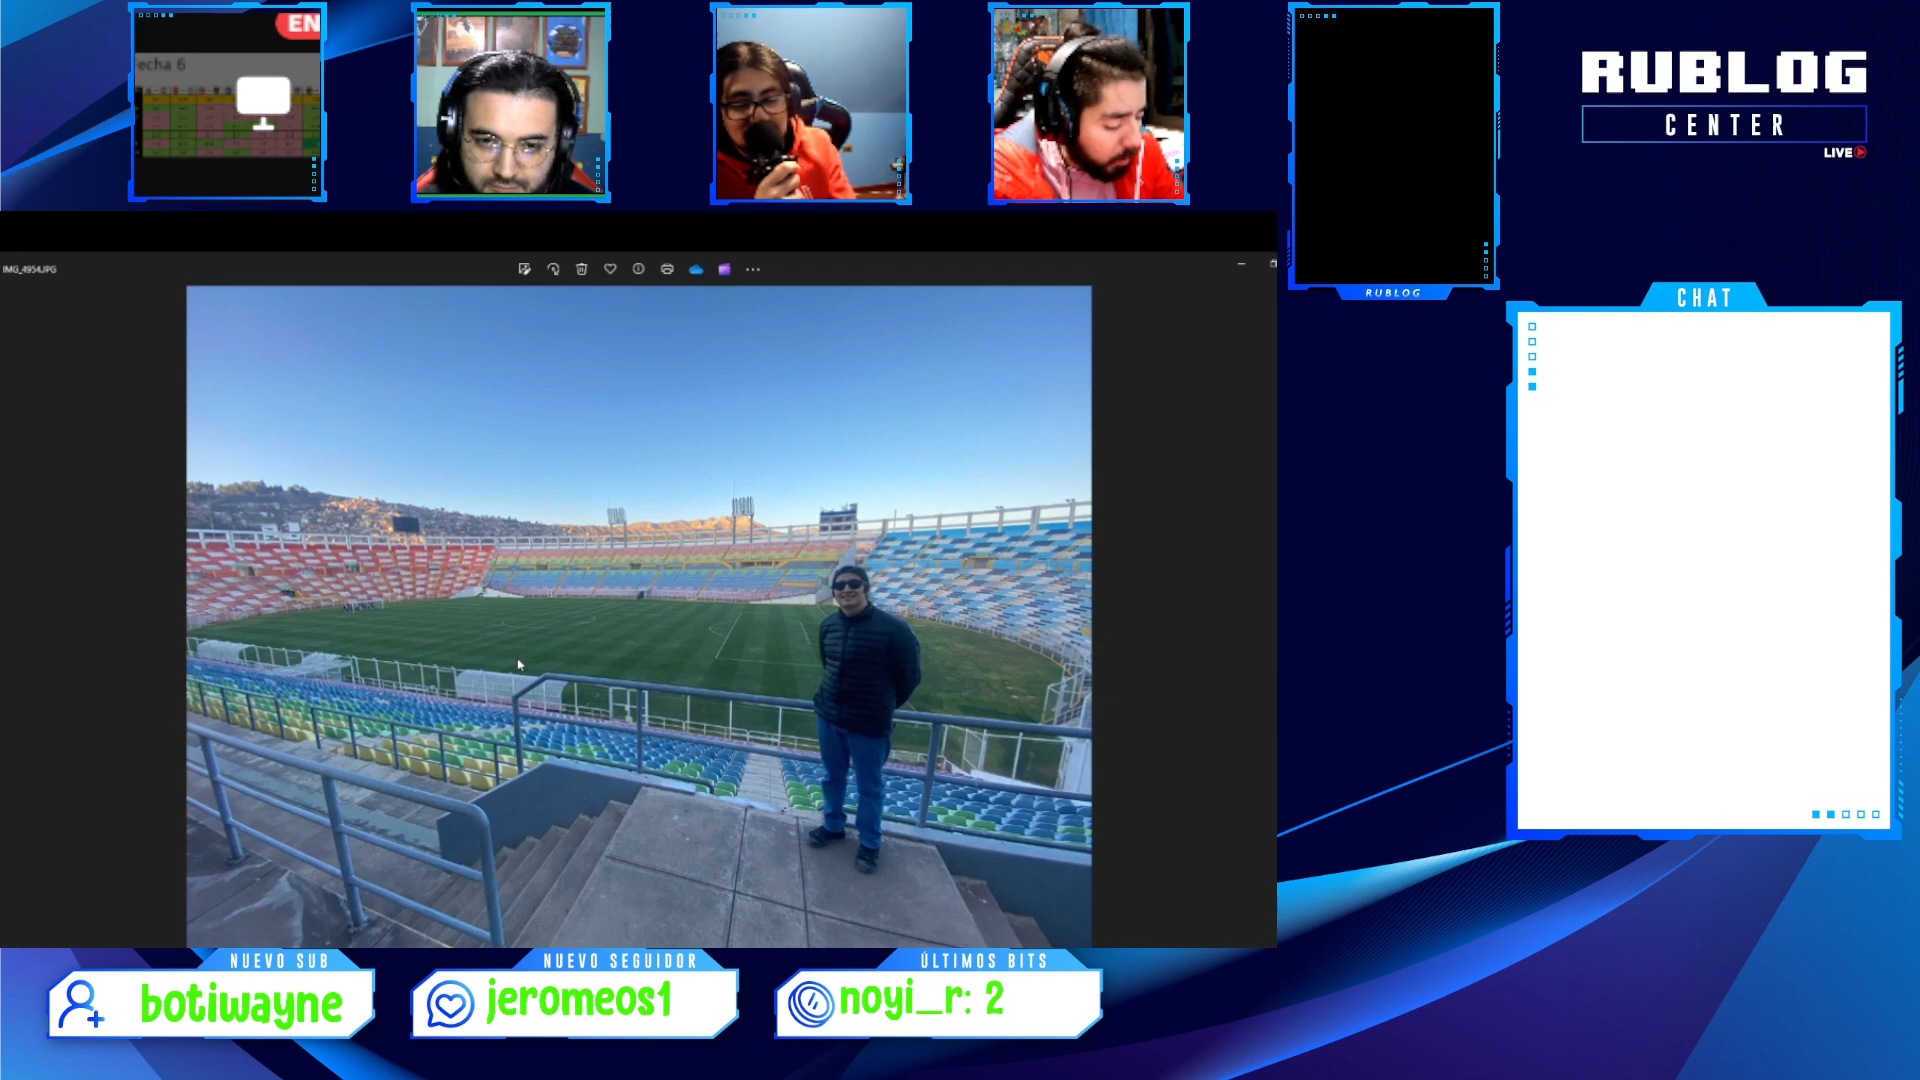 EN
echa 6
RUBLOG
CENTER
LIVE
IMG_4954.JPG
RUBLOG
CHAT
NUEVO SUB
botiwayne
NUEVO SEGUIDOR
jeromeos1
ÚLTIMOS BITS
noyi_r: 2